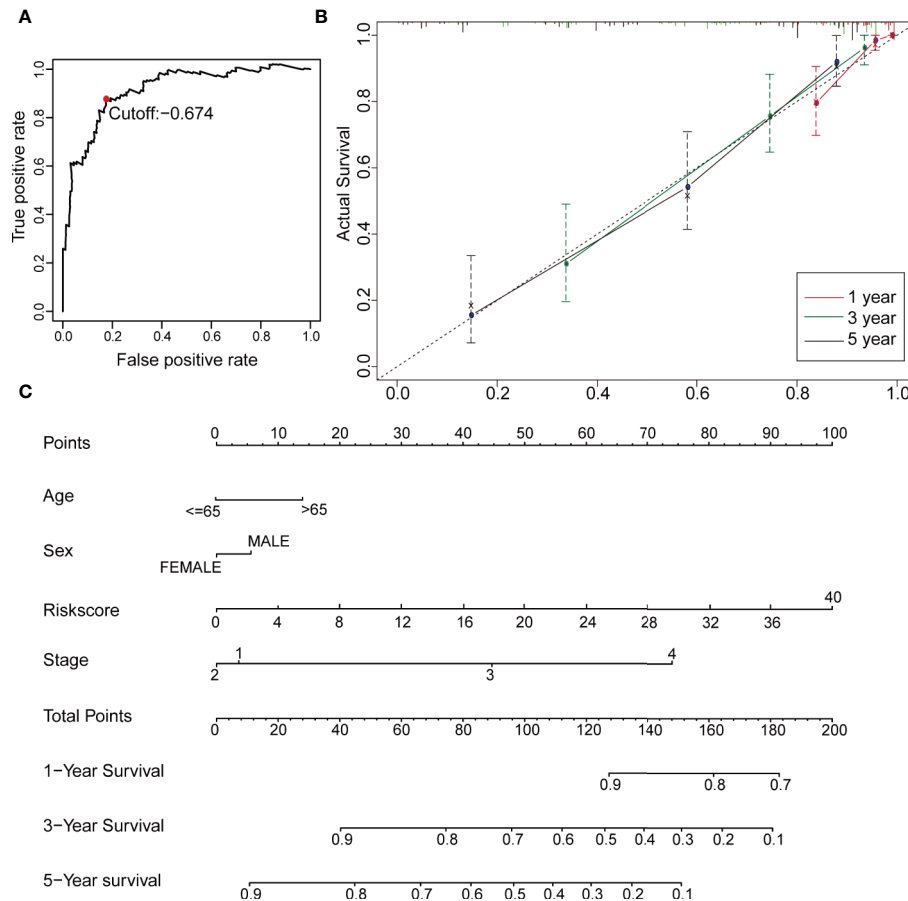 A
True positive rate
1.0
0.8
0.6
0.4
0.2
0.0
Cutoff:−0.674
0.0 0.2 0.4 0.6 0.8 1.0
False positive rate
B
Actual Survival
1.0
0.8
0.6
0.4
0.2
0.0
1 year
3 year
5 year
0.0 0.2 0.4 0.6 0.8 1.0
C
Points
0 10 20 30 40 50 60 70 80 90 100
Age
<=65 >65
Sex
MALE
FEMALE
Riskscore
40
0 4 8 12 16 20 24 28 32 36
Stage
1 4
2 3
Total Points
0 20 40 60 80 100 120 140 160 180 200
1−Year Survival
0.9 0.8 0.7
3−Year Survival
0.9 0.8 0.7 0.6 0.5 0.4 0.3 0.2 0.1
5−Year survival
0.9 0.8 0.7 0.6 0.5 0.4 0.3 0.2 0.1